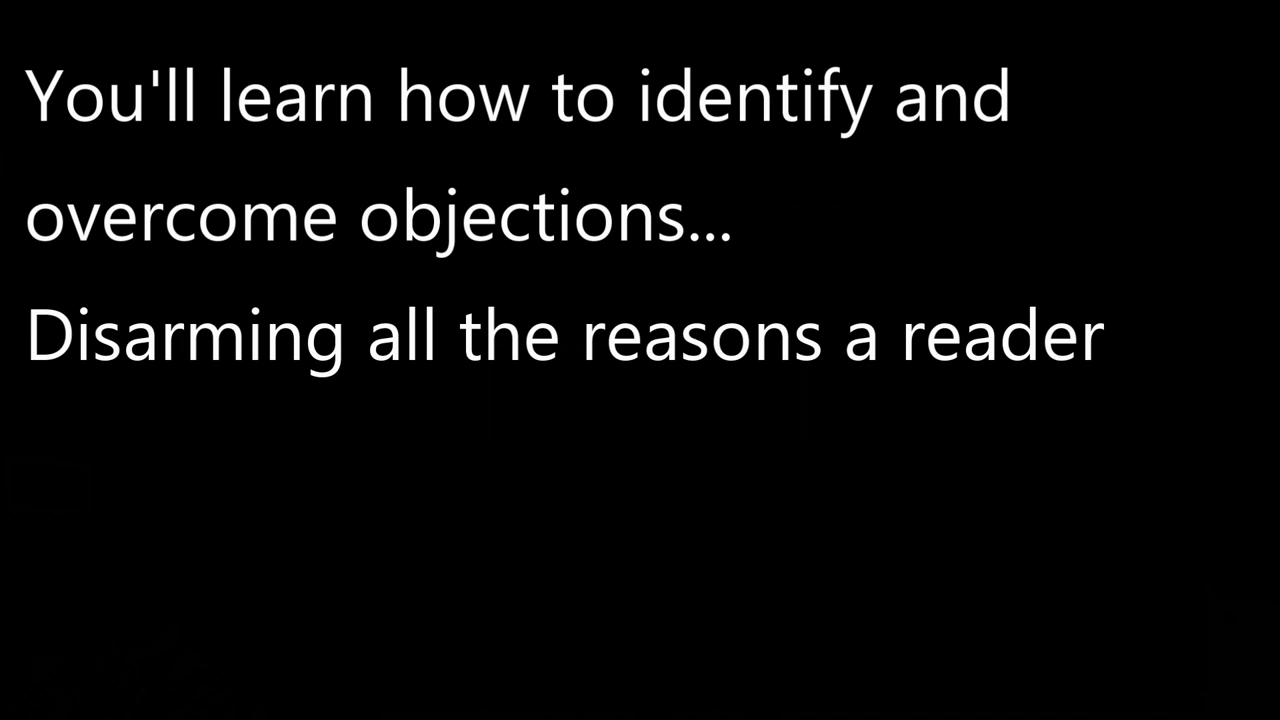 You'll learn how to identify and
overcome objections...
Disarming all the reasons a reader